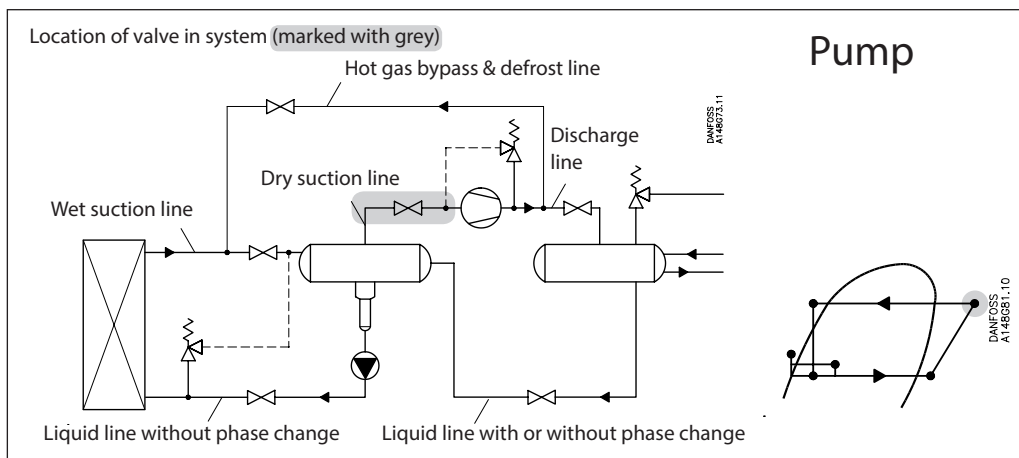 Location of valve in system (marked with grey)
Pump
Hot gas bypass & defrost line
DANFOSS
A148G73.11
Discharge
line
Dry suction line
Wet suction line
DANFOSS
A148G81.10
Liquid line without phase change
Liquid line with or without phase change